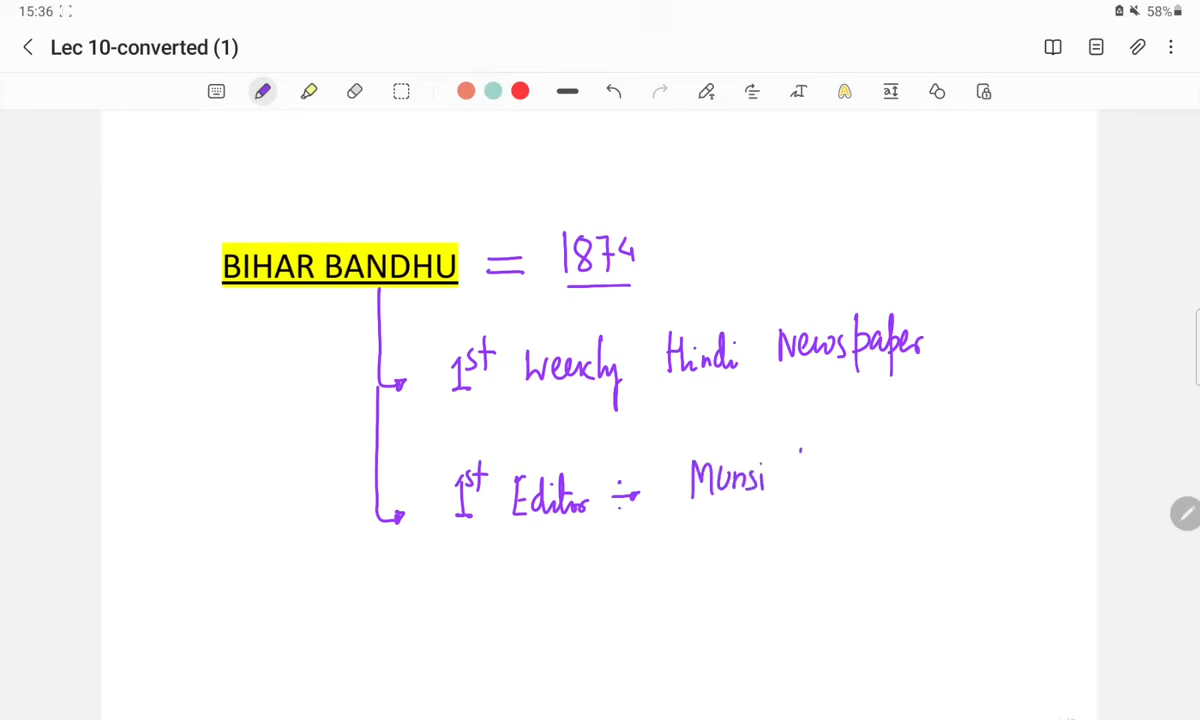 15:36
58%
Lec 10-converted (1)
BIHAR BANDHU = 1874
1st Weekly Hindi Newspaper
1st Editor ÷ Munsi